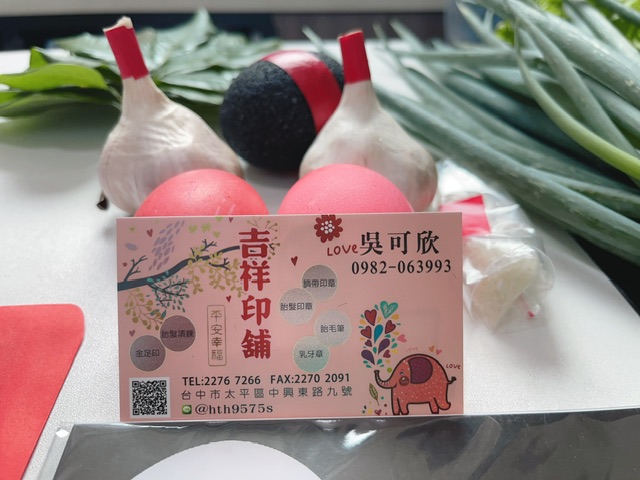 吉祥印舖
LOVE
吳可欣
0982-063993
臍帶印章
胎髮印章
胎毛筆
乳牙章
平安幸福
胎髮項鍊
金足印
LOVE
TEL:2276 7266 FAX:2270 2091
台中市太平區中興東路九號
@hth9575s